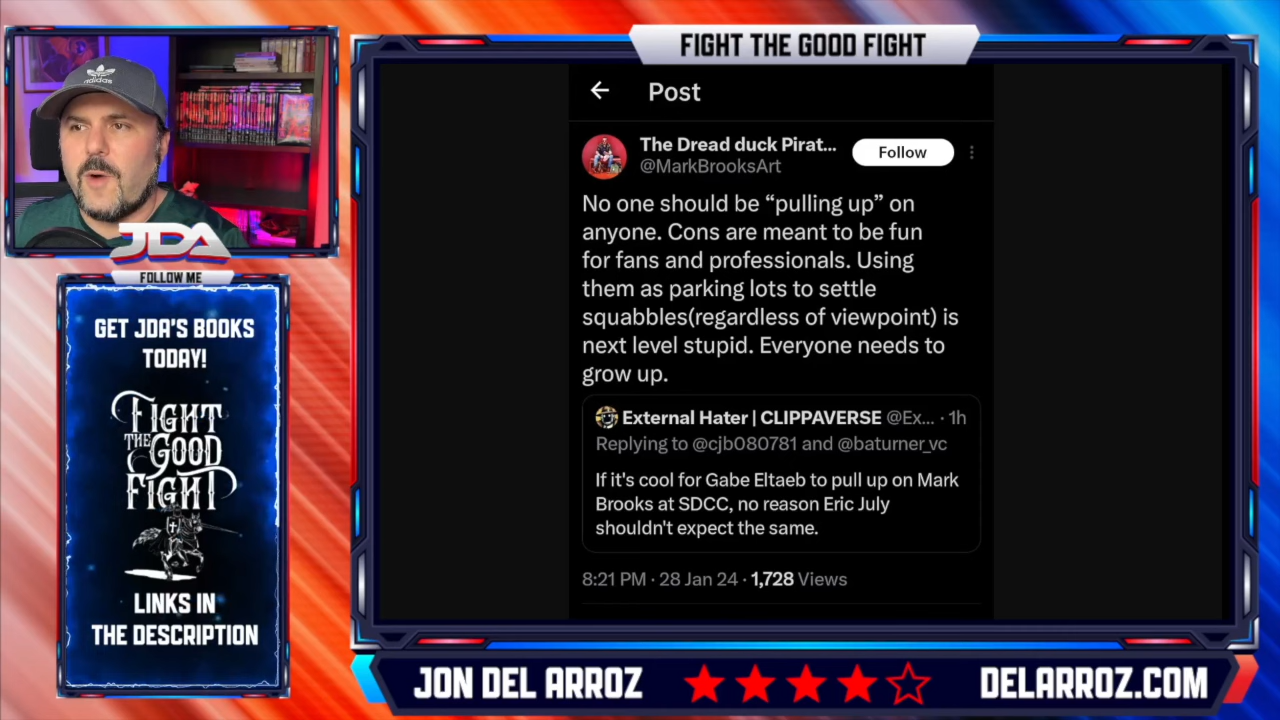 adidas
JDA
FOLLOW ME
GET JDA'S BOOKS
TODAY!
FIGHT
THE
GOOD
FIGHT
LINKS IN
THE DESCRIPTION
FIGHT THE GOOD FIGHT
Post
The Dread duck Pirat...
@MarkBrooksArt
Follow
No one should be “pulling up” on
anyone. Cons are meant to be fun
for fans and professionals. Using
them as parking lots to settle
squabbles(regardless of viewpoint) is
next level stupid. Everyone needs to
grow up.
External Hater | CLIPPAVERSE @Ex... · 1h
Replying to @cjb080781 and @baturner_vc
If it's cool for Gabe Eltaeb to pull up on Mark
Brooks at SDCC, no reason Eric July
shouldn't expect the same.
8:21 PM · 28 Jan 24 · 1,728 Views
JON DEL ARROZ
DELARROZ.COM